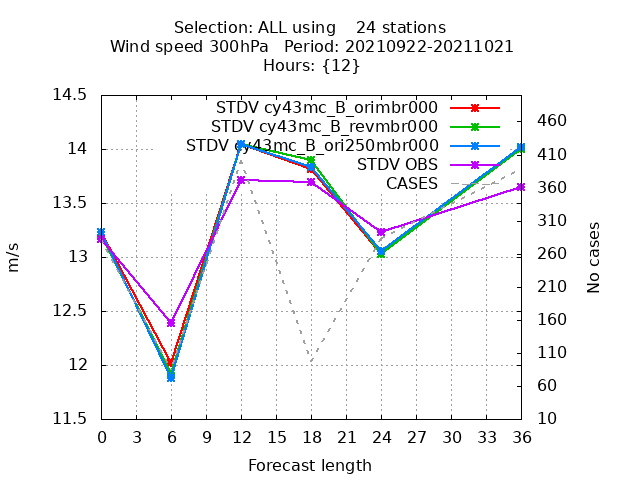 Selection: ALL using    24 stations
Wind speed 300hPa   Period: 20210922-20211021
Hours: {12}
STDV cy43mc_B_orimbr000
STDV cy43mc_B_revmbr000
STDV cy43mc_B_ori250mbr000
STDV OBS
CASES
14.5
14
13.5
13
12.5
12
11.5
m/s
460
410
360
310
260
210
160
110
60
10
No cases
0 3 6 9 12 15 18 21 24 27 30 33 36
Forecast length